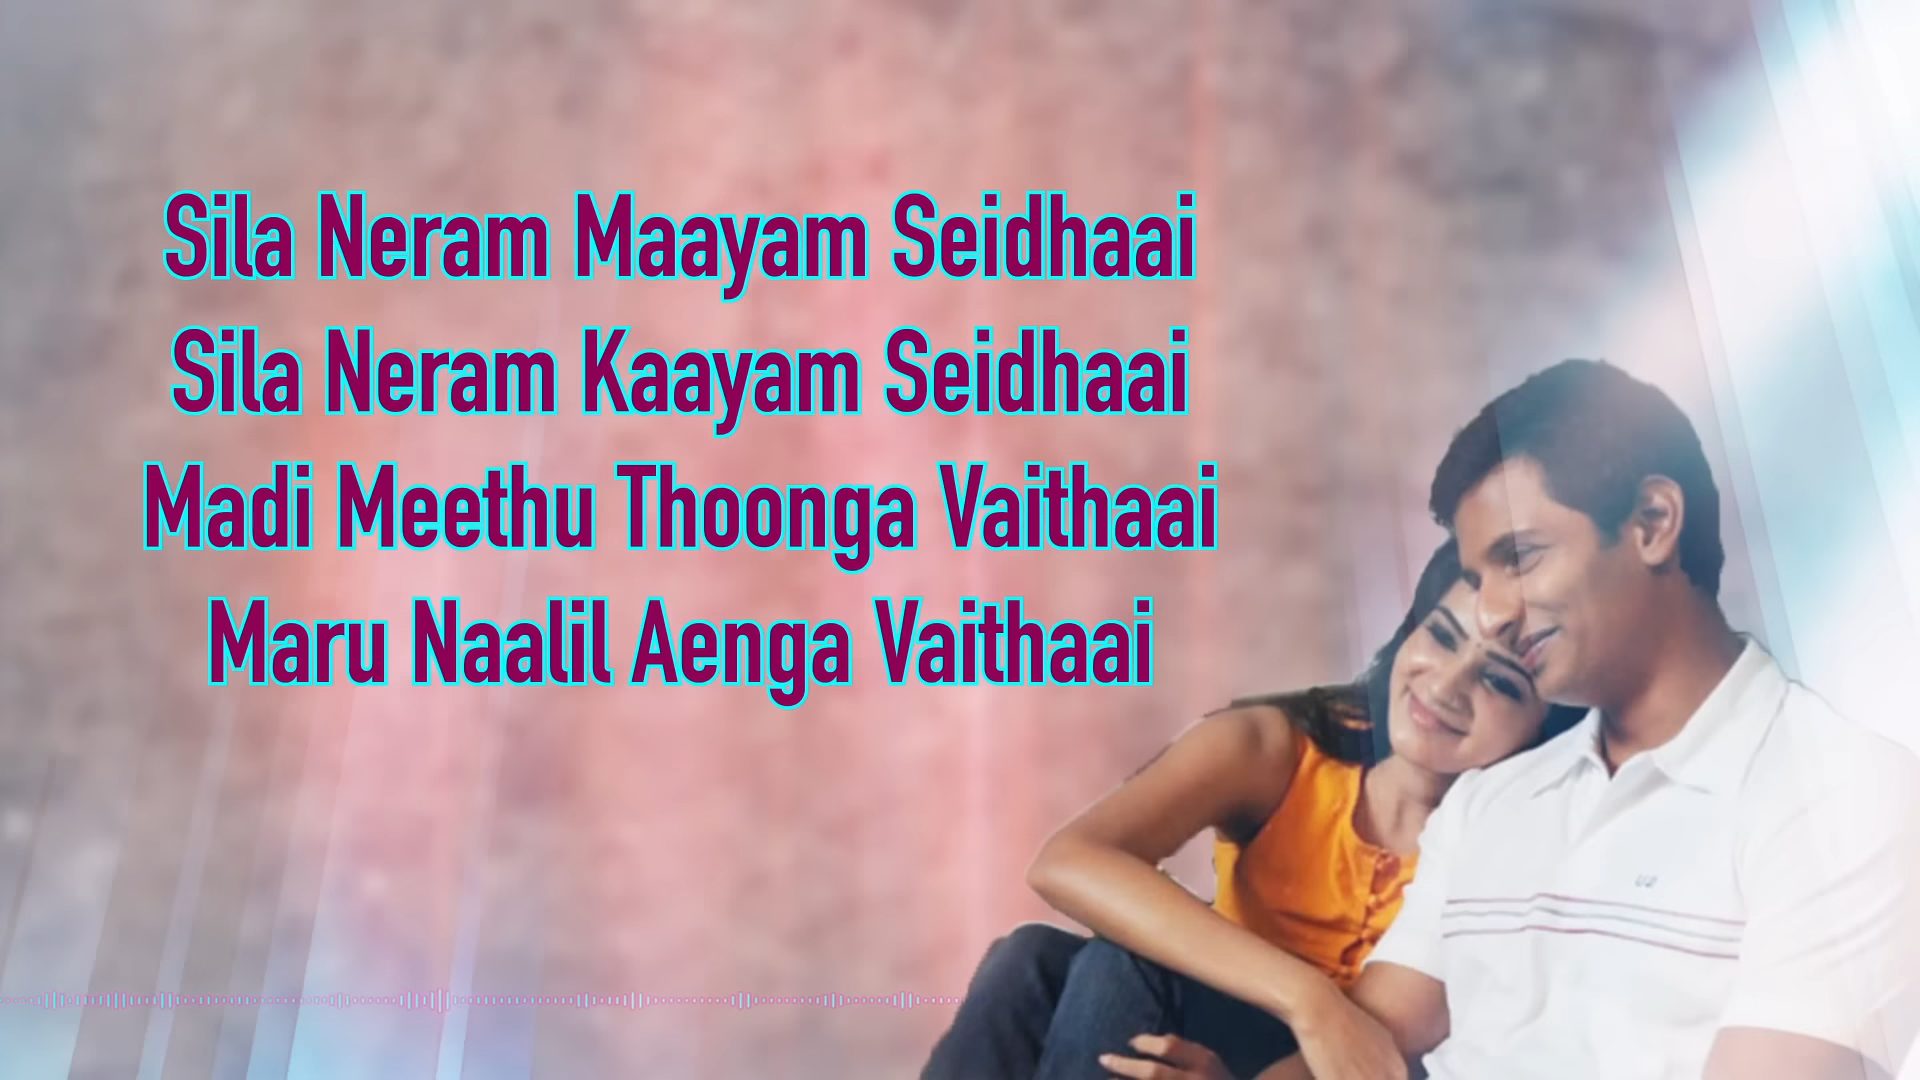 Sila Neram Maayam Seidhaai
Sila Neram Kaayam Seidhaai
Madi Meethu Thoonga Vaithaai
Maru Naalil Aenga Vaithaai